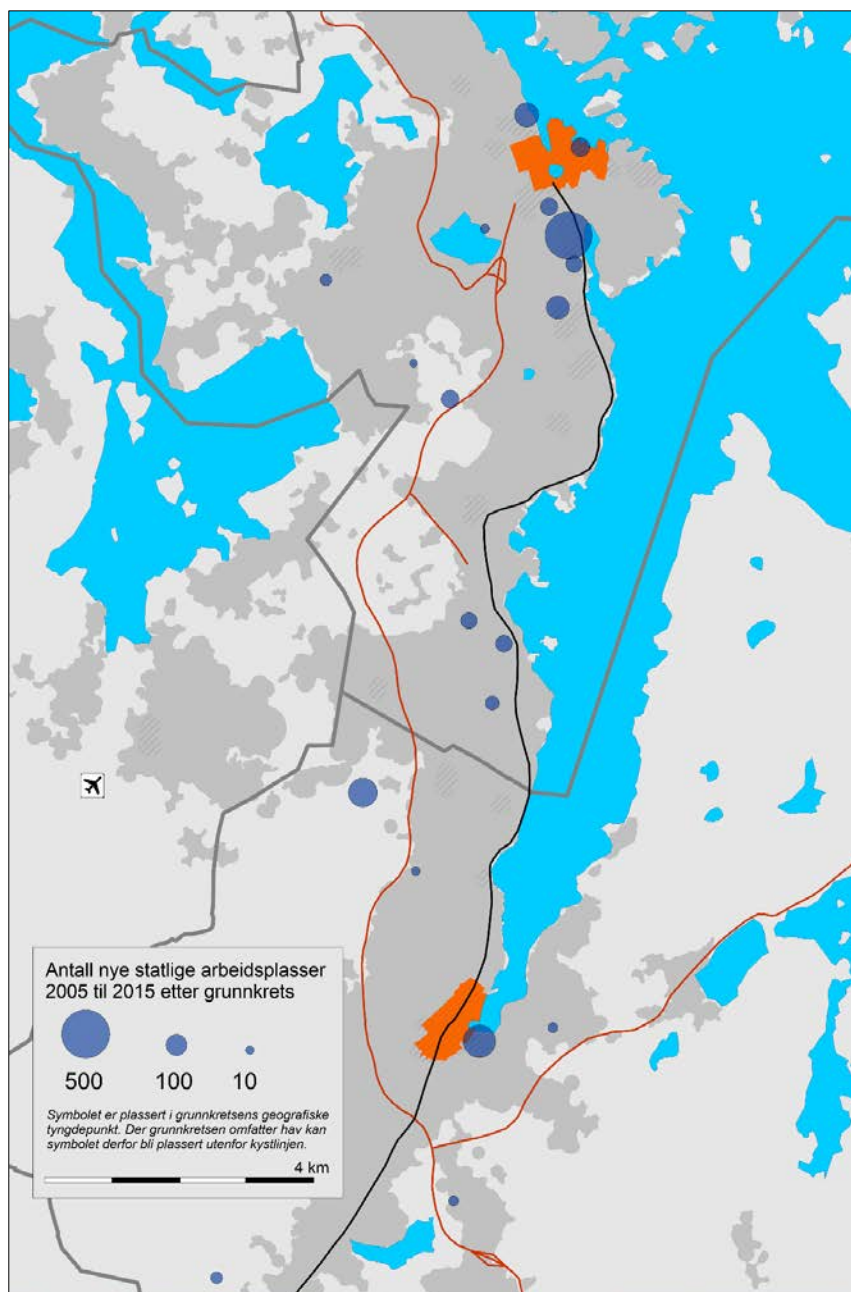 Antall nye statlige arbeidsplasser
2005 til 2015 etter grunnkrets
500 100 10
Symbolet er plassert i grunnkretsens geografiske
tyngdepunkt. Der grunnkretsen omfatter hav kan
symbolet derfor bli plassert utenfor kystlinjen.
4 km